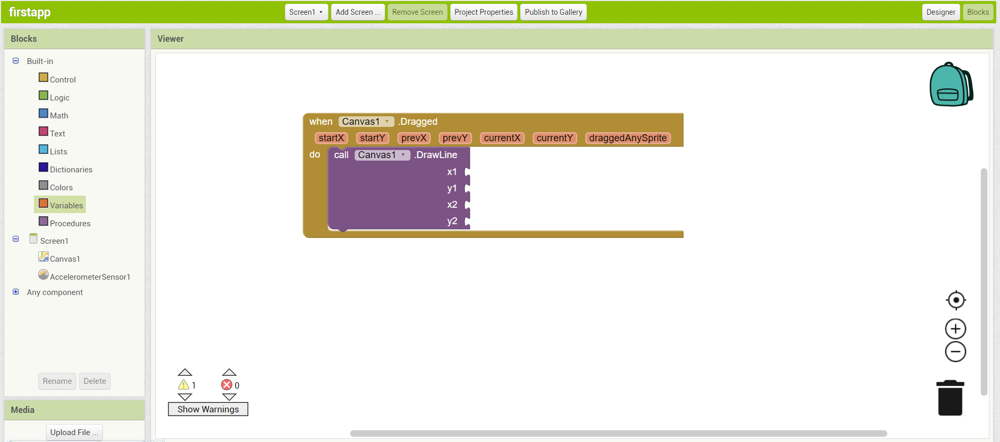 firstapp
Screen1
Add Screen ...
Remove Screen
Project Properties
Publish to Gallery
Designer
Blocks
Blocks
Built-in
Control
Logic
Math
Text
Lists
Dictionaries
Colors
Variables
Procedures
Screen1
Canvas1
AccelerometerSensor1
Any component
Rename
Delete
Media
Upload File ...
Viewer
when Canvas1 .Dragged
startX startY prevX prevY currentX currentY draggedAnySprite
do call Canvas1 .DrawLine
x1
y1
x2
y2
1 0
Show Warnings